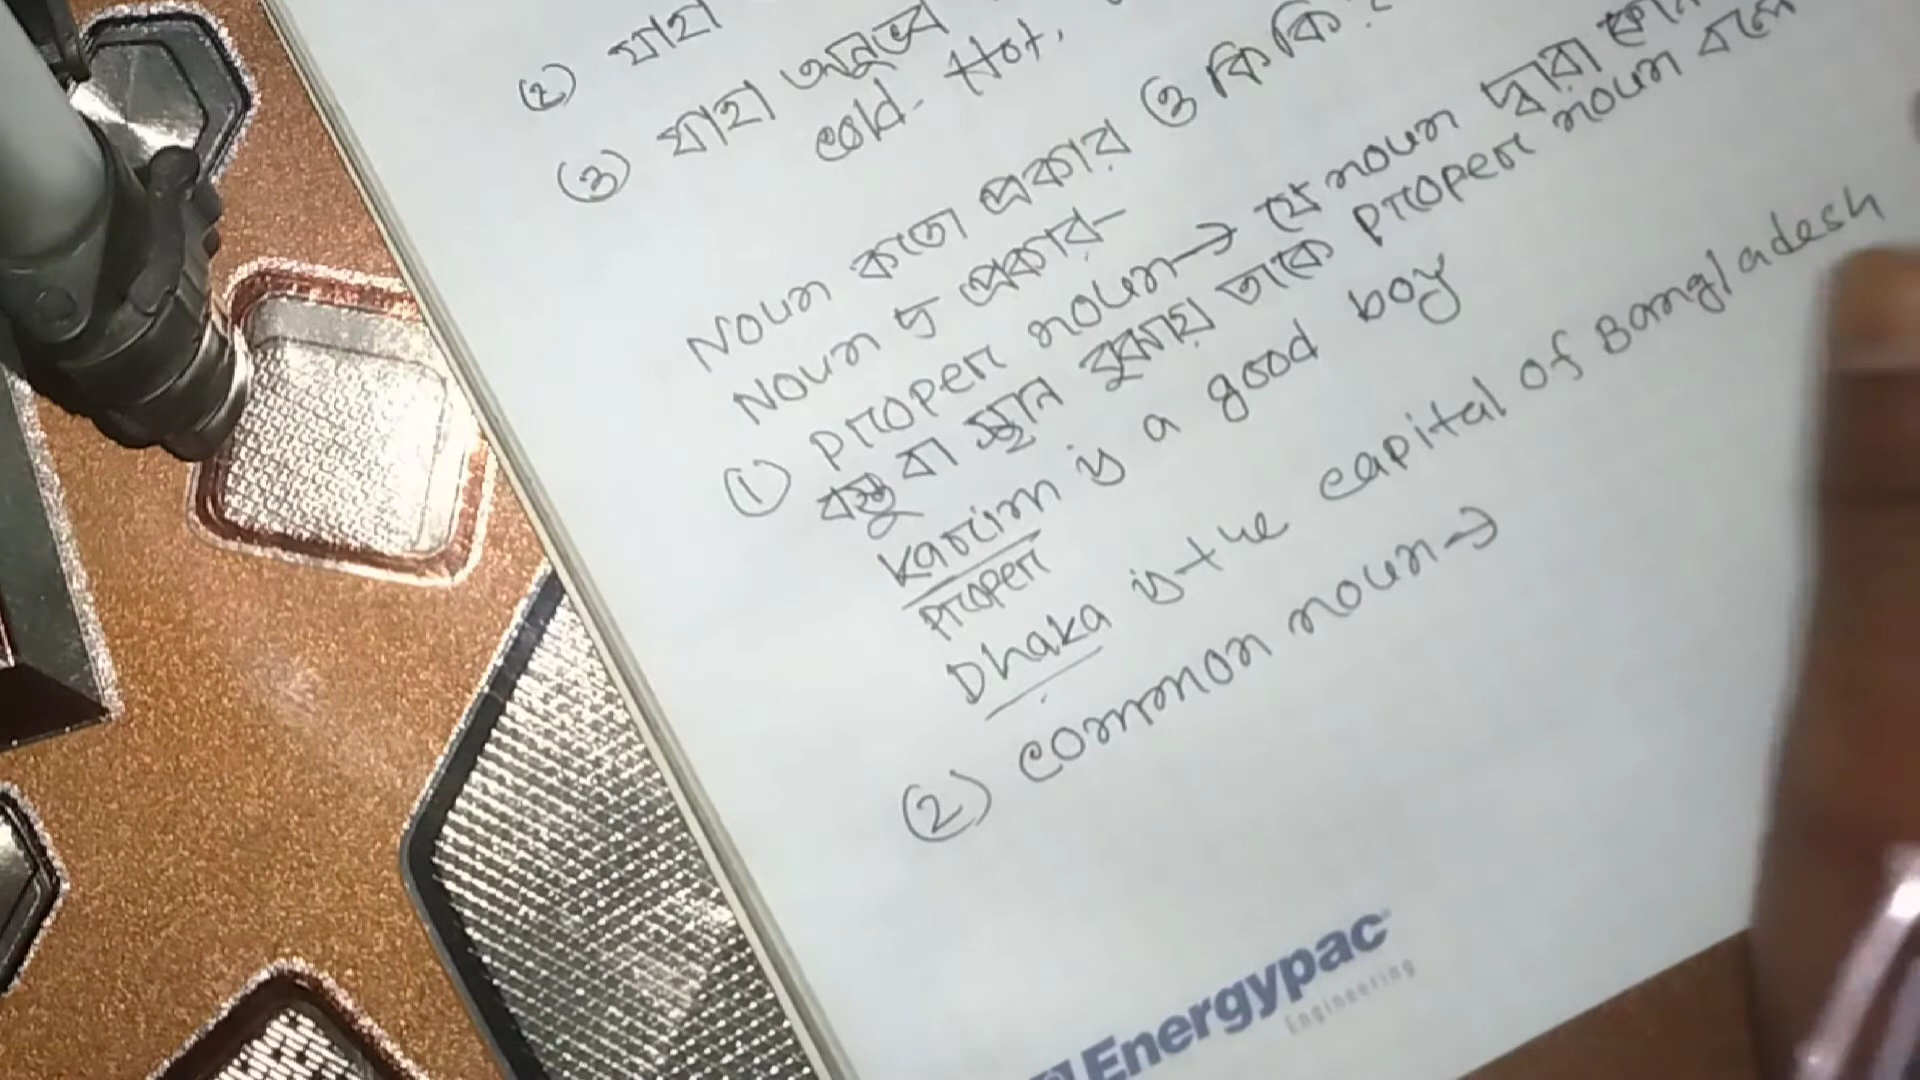 (২) যাহা
(৩) যাহা অনুভব
cold - Hot,
Noun কতো প্রকার ও কি কি?
Noun ৫ প্রকার-
(1) proper noun→ যে noun দ্বারা কোন
বস্তু বা স্থান বুঝায় তাকে proper noun বলে
Karim is a good boy
proper
Dhaka is the capital of Bangladesh
(2) common noun→
Energypac
Engineering